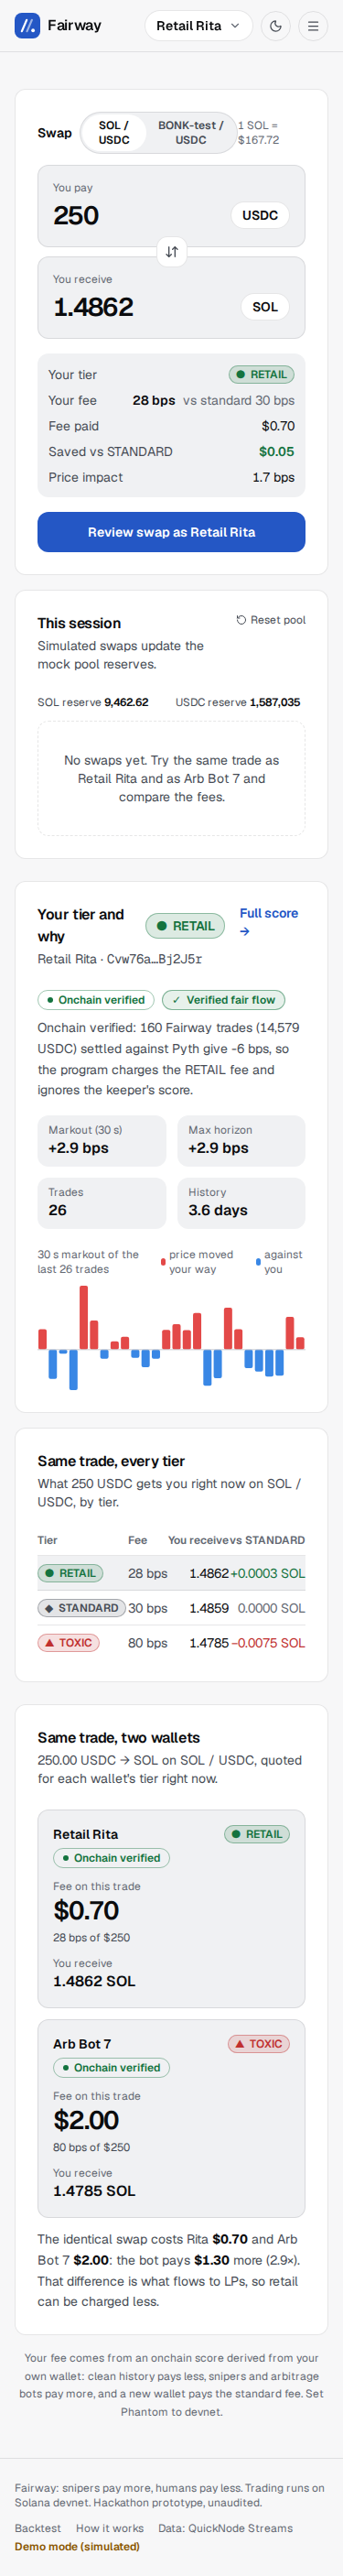 Fairway
Retail Rita
Swap
SOL / USDC
BONK-test / USDC
1 SOL = $167.72
You pay
250
USDC
You receive
1.4862
SOL
Your tier
RETAIL
Your fee
28 bps vs standard 30 bps
Fee paid
$0.70
Saved vs STANDARD
$0.05
Price impact
1.7 bps
Review swap as Retail Rita
This session
Reset pool
Simulated swaps update the
mock pool reserves.
SOL reserve 9,462.62
USDC reserve 1,587,035
No swaps yet. Try the same trade as
Retail Rita and as Arb Bot 7 and
compare the fees.
Your tier and
why
RETAIL
Full score
→
Retail Rita · Cvw76a…Bj2J5r
Onchain verified
✓ Verified fair flow
Onchain verified: 160 Fairway trades (14,579
USDC) settled against Pyth give -6 bps, so
the program charges the RETAIL fee and
ignores the keeper's score.
Markout (30 s)
+2.9 bps
Max horizon
+2.9 bps
Trades
26
History
3.6 days
30 s markout of the
last 26 trades
price moved
your way
against
you
Same trade, every tier
What 250 USDC gets you right now on SOL /
USDC, by tier.
Tier Fee You receive vs STANDARD
RETAIL 28 bps 1.4862 +0.0003 SOL
STANDARD 30 bps 1.4859 0.0000 SOL
TOXIC 80 bps 1.4785 −0.0075 SOL
Same trade, two wallets
250.00 USDC → SOL on SOL / USDC, quoted
for each wallet's tier right now.
Retail Rita
RETAIL
Onchain verified
Fee on this trade
$0.70
28 bps of $250
You receive
1.4862 SOL
Arb Bot 7
TOXIC
Onchain verified
Fee on this trade
$2.00
80 bps of $250
You receive
1.4785 SOL
The identical swap costs Rita $0.70 and Arb
Bot 7 $2.00: the bot pays $1.30 more (2.9×).
That difference is what flows to LPs, so retail
can be charged less.
Your fee comes from an onchain score derived from your
own wallet: clean history pays less, snipers and arbitrage
bots pay more, and a new wallet pays the standard fee. Set
Phantom to devnet.
Fairway: snipers pay more, humans pay less. Trading runs on
Solana devnet. Hackathon prototype, unaudited.
Backtest How it works Data: QuickNode Streams
Demo mode (simulated)